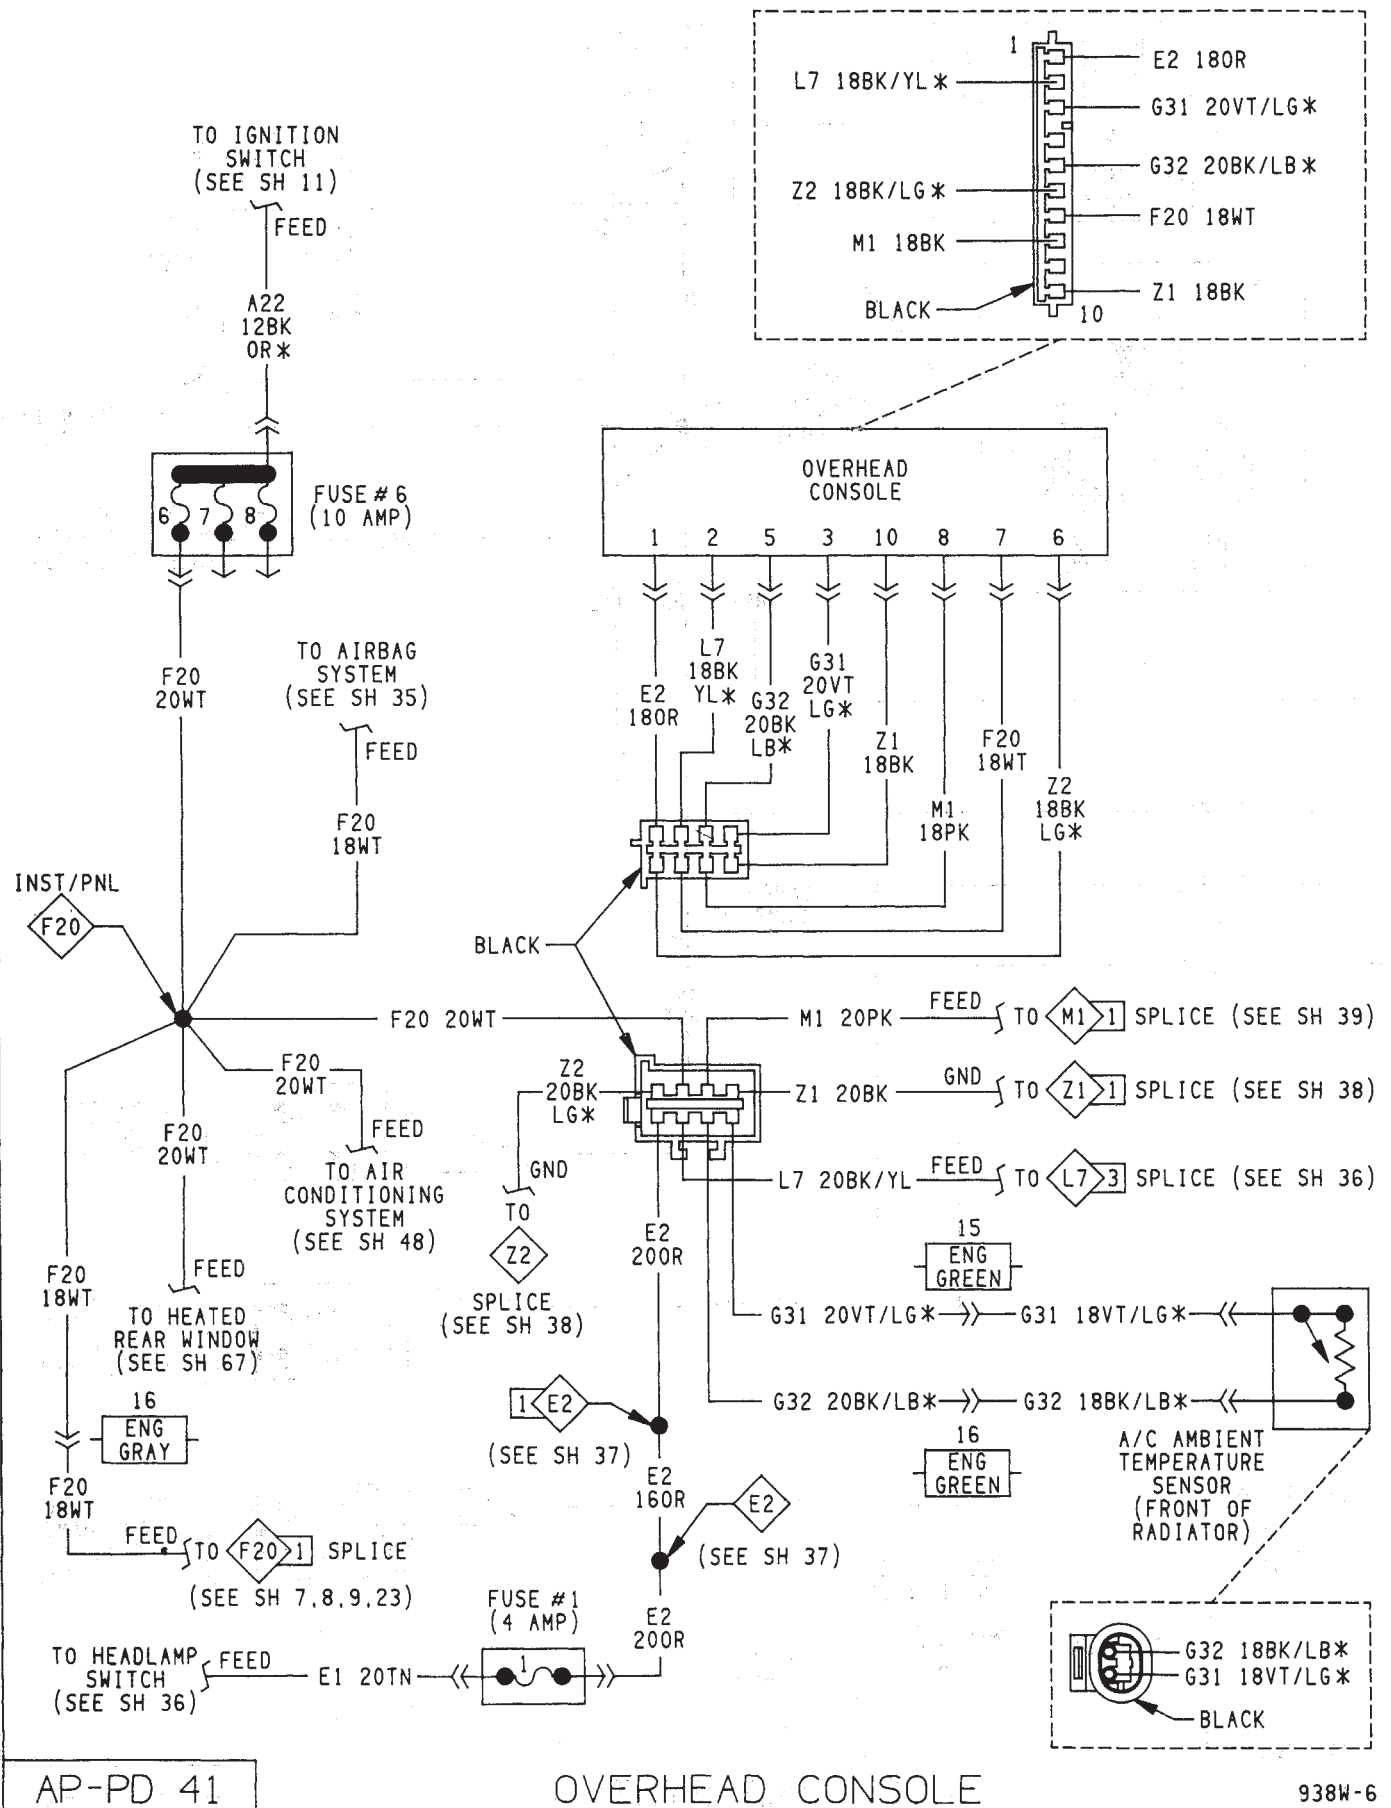 1
E2 18OR
L7 18BK/YL*
G31 20VT/LG*
G32 20BK/LB*
Z2 18BK/LG*
F20 18WT
M1 18BK
Z1 18BK
BLACK
10
TO IGNITION
SWITCH
(SEE SH 11)
FEED
A22
12BK
OR*
6 7 8
FUSE #6
(10 AMP)
OVERHEAD
CONSOLE
1 2 5 3 10 8 7 6
F20
20WT
TO AIRBAG
SYSTEM
(SEE SH 35)
FEED
F20
18WT
E2
18OR
L7
18BK
YL*
G32
20BK
LB*
G31
20VT
LG*
Z1
18BK
M1
18PK
F20
18WT
Z2
18BK
LG*
INST/PNL
F20
BLACK
F20 20WT
M1 20PK
FEED
TO M1 1 SPLICE (SEE SH 39)
Z2
20BK
LG*
GND
TO
Z2
SPLICE
(SEE SH 38)
Z1 20BK
GND
TO Z1 1 SPLICE (SEE SH 38)
L7 20BK/YL
FEED
TO L7 3 SPLICE (SEE SH 36)
F20
20WT
FEED
TO AIR
CONDITIONING
SYSTEM
(SEE SH 48)
F20
20WT
FEED
TO HEATED
REAR WINDOW
(SEE SH 67)
F20
18WT
16
ENG
GRAY
F20
18WT
FEED
TO F20 1 SPLICE
(SEE SH 7,8,9,23)
E2
20OR
15
ENG
GREEN
G31 20VT/LG*
G31 18VT/LG*
G32 20BK/LB*
G32 18BK/LB*
16
ENG
GREEN
A/C AMBIENT
TEMPERATURE
SENSOR
(FRONT OF
RADIATOR)
1 E2
(SEE SH 37)
E2
16OR
E2
(SEE SH 37)
E2
20OR
FUSE #1
(4 AMP)
1
TO HEADLAMP
SWITCH
(SEE SH 36)
FEED
E1 20TN
G32 18BK/LB*
G31 18VT/LG*
BLACK
AP-PD 41
OVERHEAD CONSOLE
938W-6